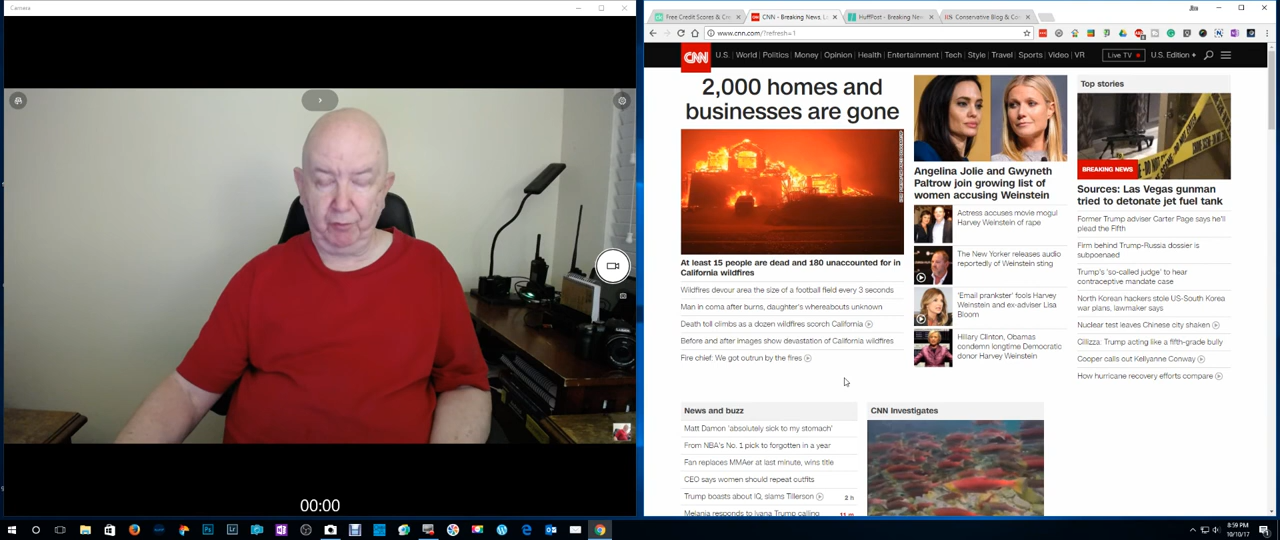 Camera
00:00
Jim
Free Credit Scores & Cre
CNN - Breaking News, La
HuffPost - Breaking New
Conservative Blog & Con
www.cnn.com/?refresh=1
CNN
U.S. World Politics Money Opinion Health Entertainment Tech Style Travel Sports Video VR
Live TV
U.S. Edition +
2,000 homes and
businesses are gone
At least 15 people are dead and 180 unaccounted for in
California wildfires
Wildfires devour area the size of a football field every 3 seconds
Man in coma after burns, daughter's whereabouts unknown
Death toll climbs as a dozen wildfires scorch California
Before and after images show devastation of California wildfires
Fire chief: We got outrun by the fires
Angelina Jolie and Gwyneth
Paltrow join growing list of
women accusing Weinstein
Actress accuses movie mogul
Harvey Weinstein of rape
The New Yorker releases audio
reportedly of Weinstein sting
'Email prankster' fools Harvey
Weinstein and ex-adviser Lisa
Bloom
Hillary Clinton, Obamas
condemn longtime Democratic
donor Harvey Weinstein
Top stories
BREAKING NEWS
Sources: Las Vegas gunman
tried to detonate jet fuel tank
Former Trump adviser Carter Page says he'll
plead the Fifth
Firm behind Trump-Russia dossier is
subpoenaed
Trump's 'so-called judge' to hear
contraceptive mandate case
North Korean hackers stole US-South Korea
war plans, lawmaker says
Nuclear test leaves Chinese city shaken
Cillizza: Trump acting like a fifth-grade bully
Cooper calls out Kellyanne Conway
How hurricane recovery efforts compare
News and buzz
Matt Damon 'absolutely sick to my stomach'
From NBA's No. 1 pick to forgotten in a year
Fan replaces MMAer at last minute, wins title
CEO says women should repeat outfits
Trump boasts about IQ, slams Tillerson
2 h
Melania responds to Ivana Trump calling
11 m
CNN Investigates
8:59 PM
10/10/17